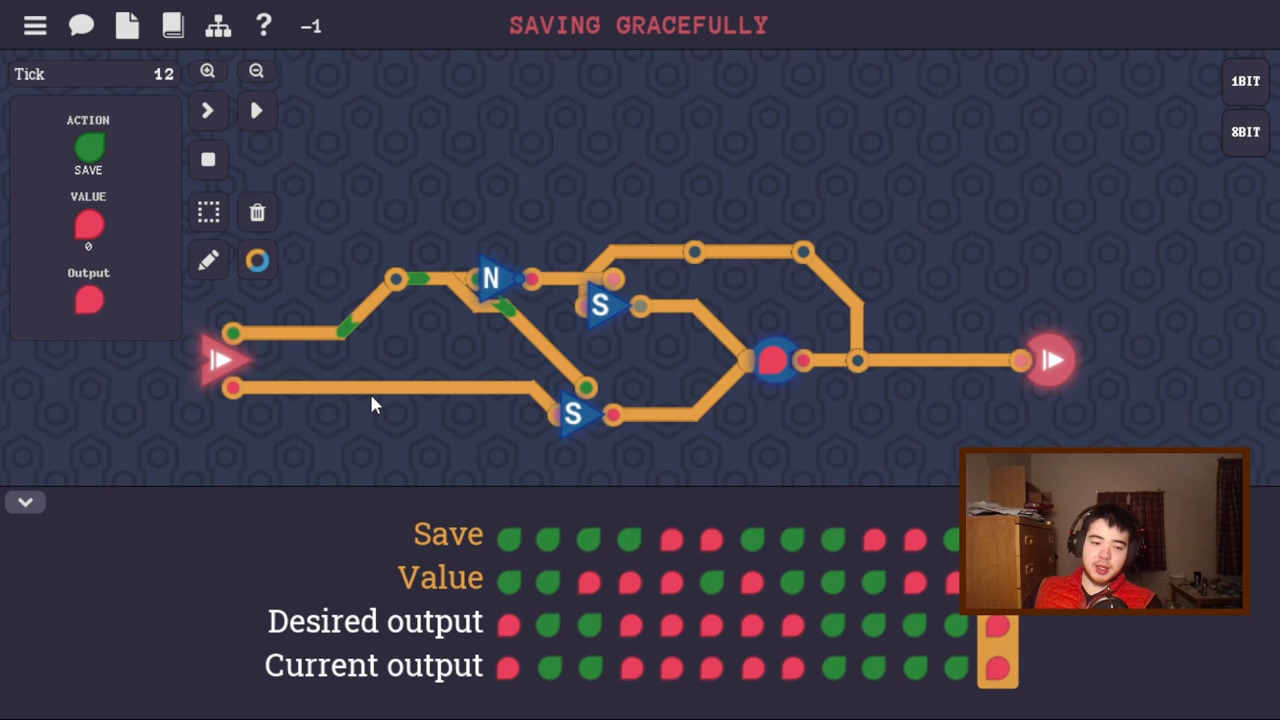 ? −1 SAVING GRACEFULLY
Tick 12
1BIT
8BIT
ACTION
SAVE
VALUE
0
Output
N
S
S
Save
Value
Desired output
Current output